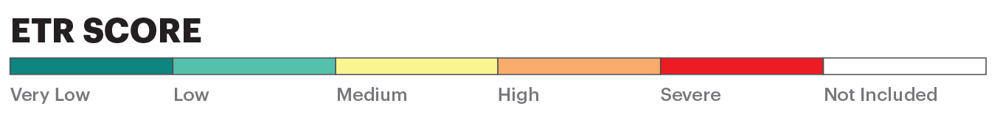 ETR SCORE
Very Low Low Medium High Severe Not Included